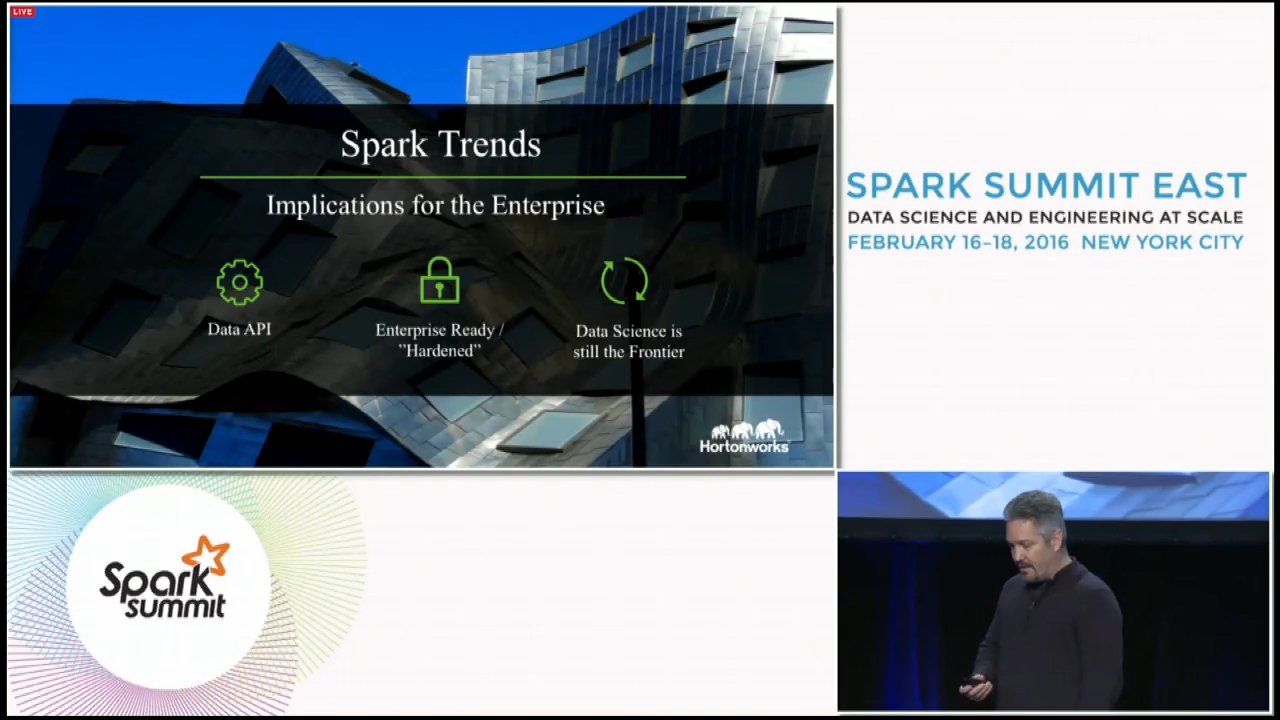 LIVE
Spark Trends
Implications for the Enterprise
Data API
Enterprise Ready /
”Hardened”
Data Science is
still the Frontier
Hortonworks
SPARK SUMMIT EAST
DATA SCIENCE AND ENGINEERING AT SCALE
FEBRUARY 16-18, 2016 NEW YORK CITY
Spark
summit